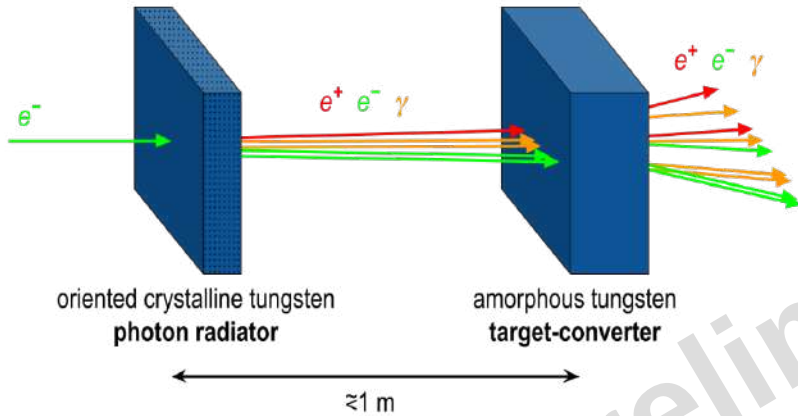 e⁻
e⁺ e⁻ γ
e⁺ e⁻ γ
oriented crystalline tungsten
photon radiator
amorphous tungsten
target-converter
≲1 m